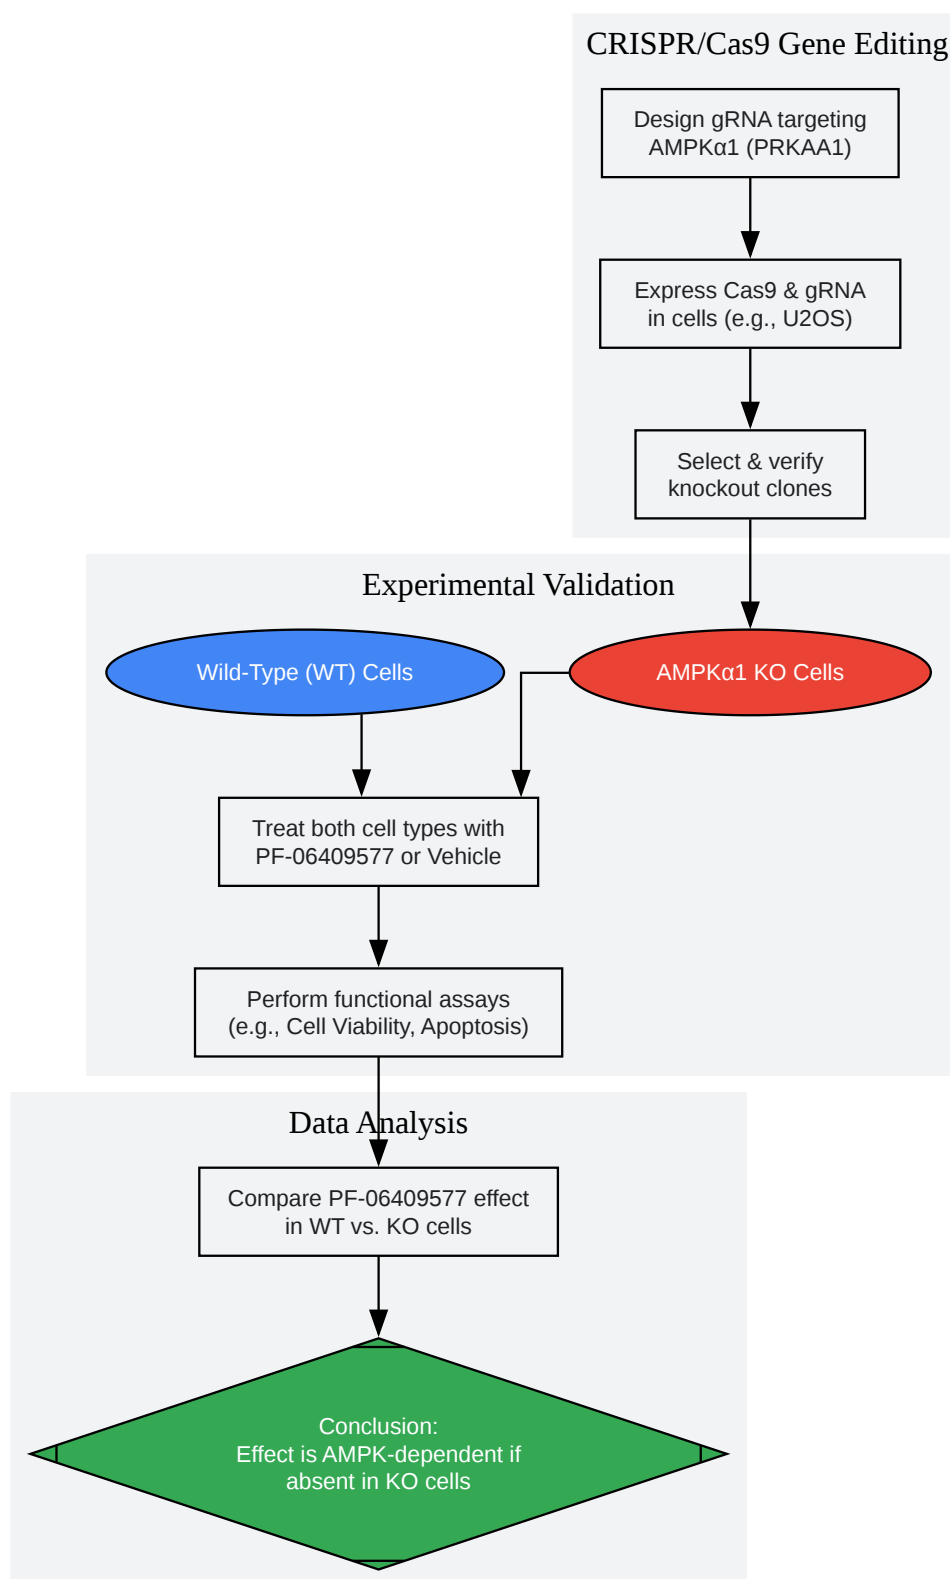 CRISPR/Cas9 Gene Editing
Design gRNA targeting
AMPKα1 (PRKAA1)
Express Cas9 & gRNA
in cells (e.g., U2OS)
Select & verify
knockout clones
Experimental Validation
Wild-Type (WT) Cells
AMPKα1 KO Cells
Treat both cell types with
PF-06409577 or Vehicle
Perform functional assays
(e.g., Cell Viability, Apoptosis)
Data Analysis
Compare PF-06409577 effect
in WT vs. KO cells
Conclusion:
Effect is AMPK-dependent if
absent in KO cells